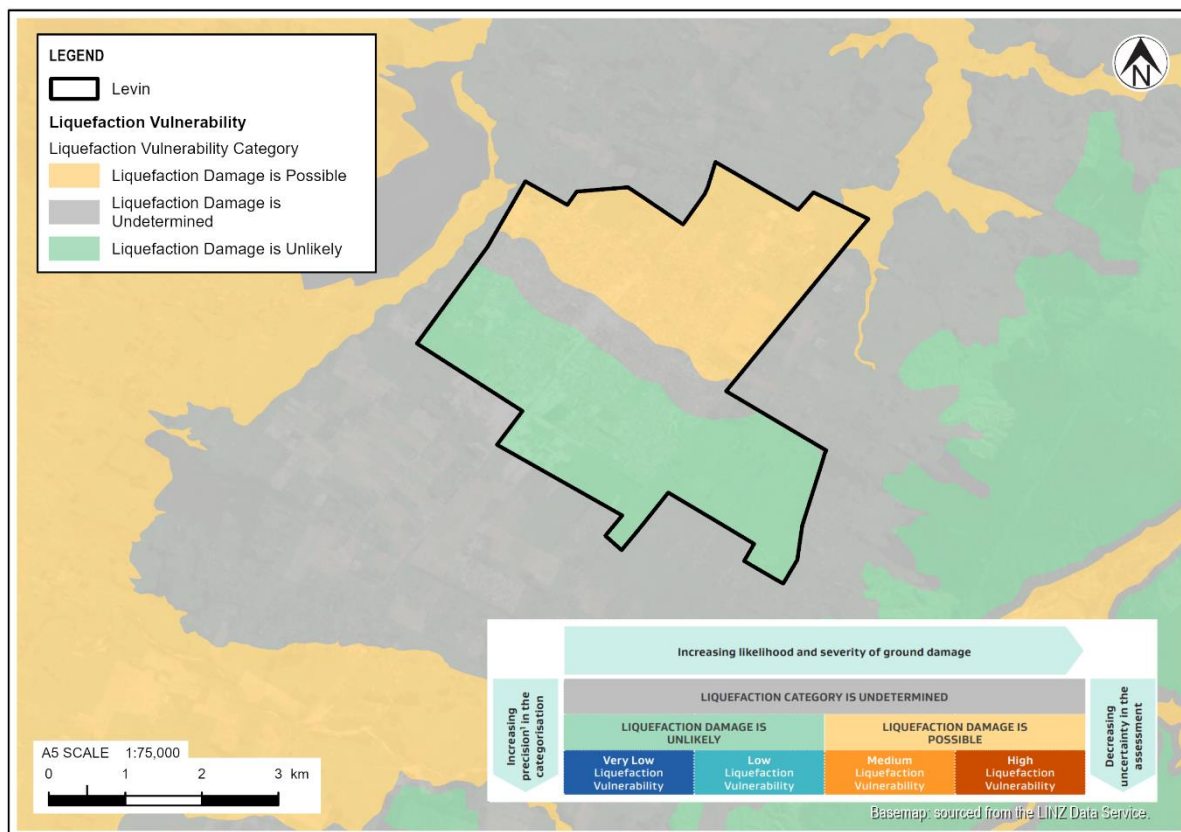 LEGEND
Levin
Liquefaction Vulnerability
Liquefaction Vulnerability Category
Liquefaction Damage is Possible
Liquefaction Damage is
Undetermined
Liquefaction Damage is Unlikely
N
Increasing likelihood and severity of ground damage
Increasing
precision¹ in the
categorisation
LIQUEFACTION CATEGORY IS UNDETERMINED
LIQUEFACTION DAMAGE IS
UNLIKELY
LIQUEFACTION DAMAGE IS
POSSIBLE
Very Low
Liquefaction
Vulnerability
Low
Liquefaction
Vulnerability
Medium
Liquefaction
Vulnerability
High
Liquefaction
Vulnerability
Decreasing
uncertainty in the
assessment
A5 SCALE 1:75,000
0 1 2 3 km
Basemap: sourced from the LINZ Data Service.